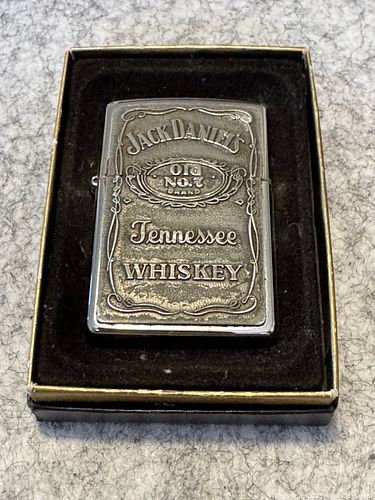 JACK DANIEL'S
OLD
NO.7
BRAND
Tennessee
WHISKEY